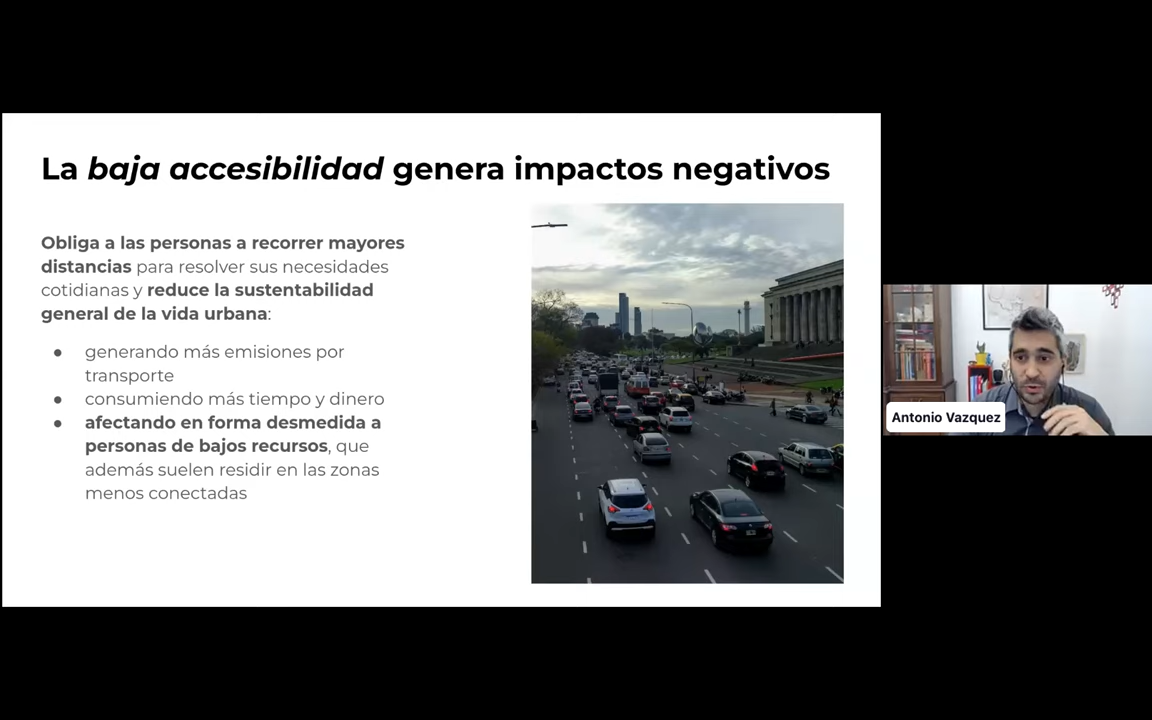 La baja accesibilidad genera impactos negativos
Obliga a las personas a recorrer mayores
distancias para resolver sus necesidades
cotidianas y reduce la sustentabilidad
general de la vida urbana:
● generando más emisiones por
transporte
● consumiendo más tiempo y dinero
● afectando en forma desmedida a
personas de bajos recursos, que
además suelen residir en las zonas
menos conectadas
Antonio Vazquez